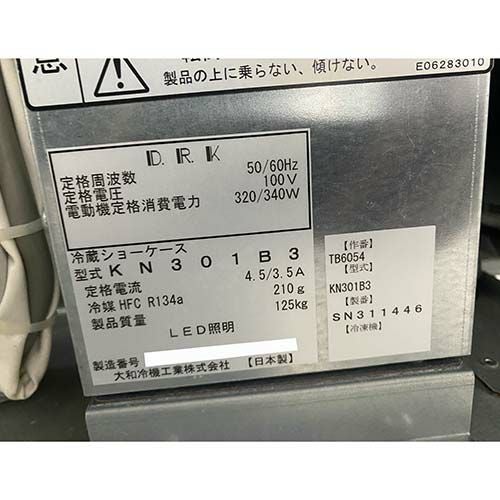 意
製品の上に乗らない、傾けない。
E06283010
D.R.K
定格周波数 50/60Hz
定格電圧 100V
電動機定格消費電力 320/340W
冷蔵ショーケース
型式 KN301B3
定格電流 4.5/3.5A
冷媒 HFC R134a 210g
製品質量 125kg
LED照明
製造番号
大和冷機工業株式会社 【日本製】
【作番】
TB6054
【型式】
KN301B3
【製番】
SN311446
【冷凍機】